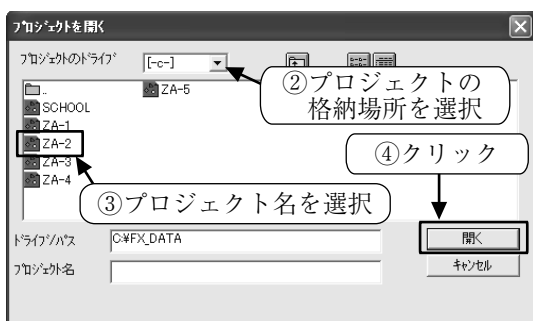 プロジェクトを開く
プロジェクトのドライブ
[-c-]
②プロジェクトの
格納場所を選択
..
SCHOOL
ZA-1
ZA-2
ZA-3
ZA-4
ZA-5
③プロジェクト名を選択
④クリック
ドライブ/パス
C:¥FX_DATA
開く
プロジェクト名
キャンセル